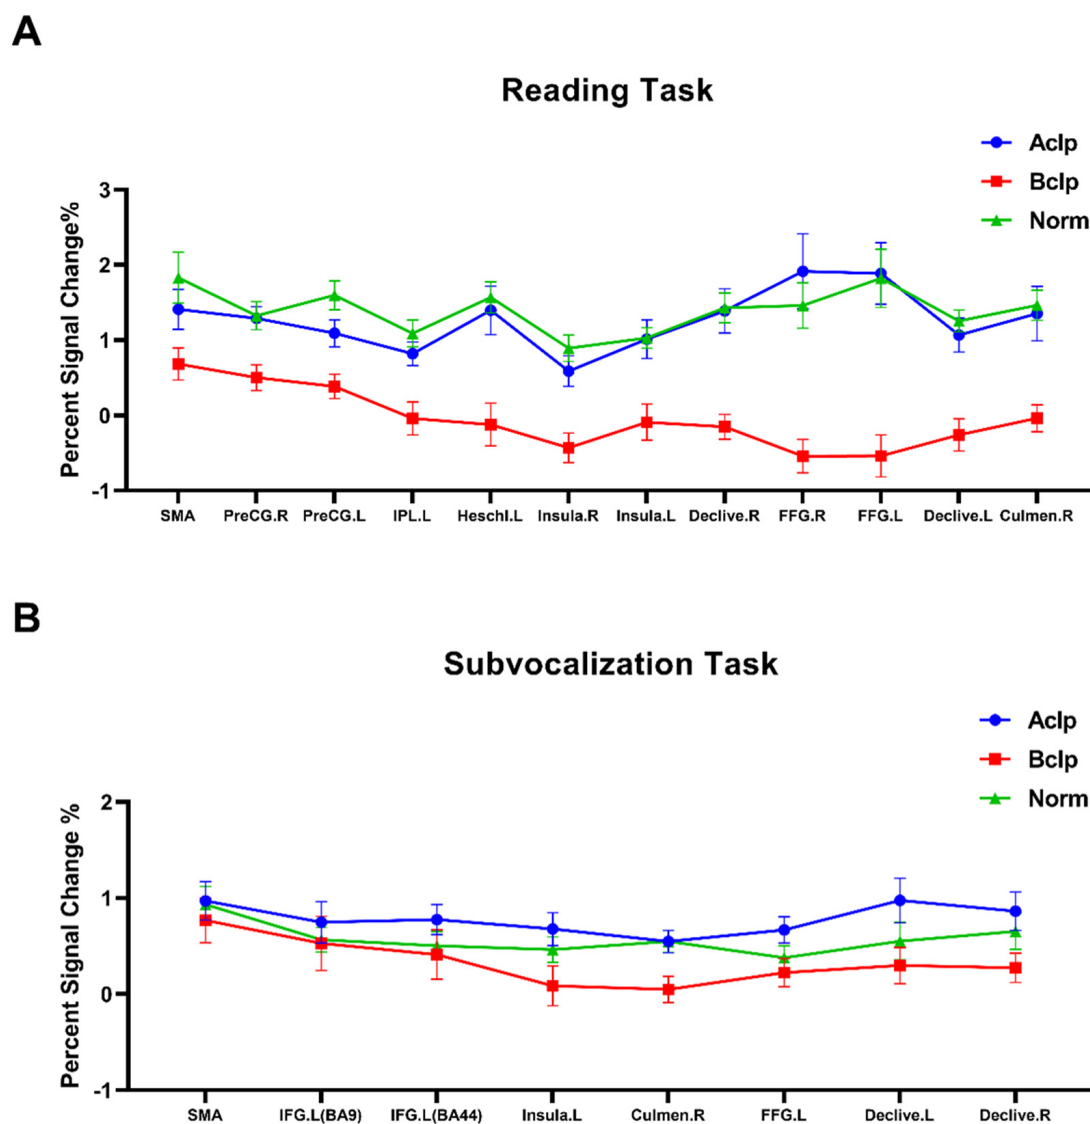 A
Reading Task
Aclp
Bclp
Norm
Percent Signal Change%
3
2
1
0
-1
SMA PreCG.R PreCG.L IPL.L Heschl.L Insula.R Insula.L Declive.R FFG.R FFG.L Declive.L Culmen.R
B
Subvocalization Task
Aclp
Bclp
Norm
Percent Signal Change %
2
1
0
-1
SMA IFG.L(BA9) IFG.L(BA44) Insula.L Culmen.R FFG.L Declive.L Declive.R